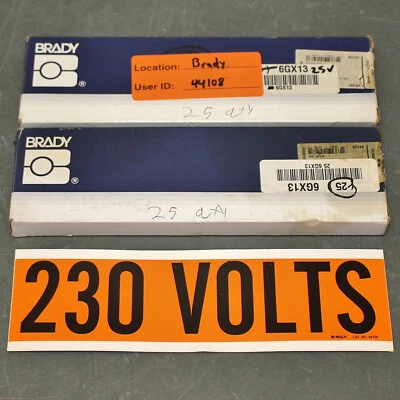 BRADY
®
Location: Brady
User ID: 44108
6GX13 25V
6GX13
25 qty
BRADY
®
25
6GX13
25 6GX13
25 qty
230 VOLTS